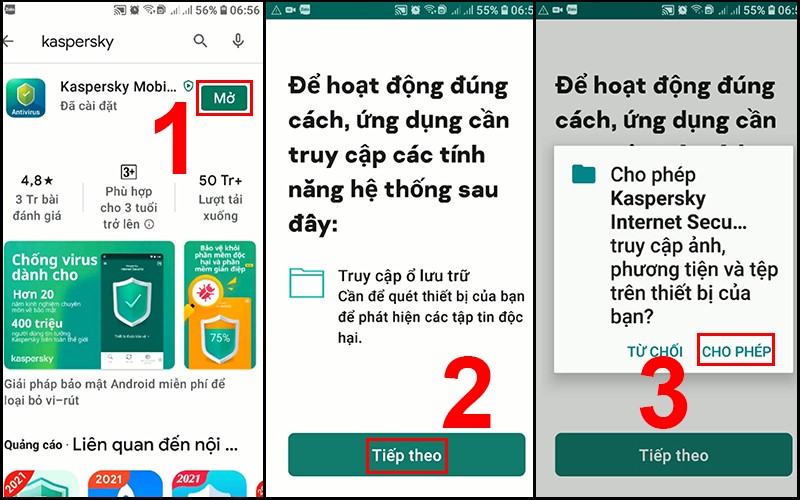 56% 06:56
kaspersky
Kaspersky Mobi...
Đã cài đặt
Antivirus
Mở
1
4,8★
3 Tr bài
đánh giá
3+
Phù hợp
cho 3 tuổi
trở lên
50 Tr+
Lượt tải
xuống
Chống virus
dành cho
Hơn 20
năm kinh nghiệm chuyên
môn về bảo mật
400 triệu
người dùng tin tưởng
Kaspersky trên toàn thế giới
kaspersky
Bảo vệ khỏi
phần mềm độc
hại và phần
mềm gián điệp
75%
Giải pháp bảo mật Android miễn phí để
loại bỏ vi-rút
Quảng cáo · Liên quan đến nội ...
2021
2021
2021
55% 06:5
Để hoạt động đúng
cách, ứng dụng cần
truy cập các tính
năng hệ thống sau
đây:
Truy cập ổ lưu trữ
Cần để quét thiết bị của bạn
để phát hiện các tập tin độc
hại.
2
Tiếp theo
55% 06:5
Để hoạt động đúng
cách, ứng dụng cần
Cho phép
Kaspersky
Internet Secu...
truy cập ảnh,
phương tiện và tệp
trên thiết bị của
bạn?
TỪ CHỐI
CHO PHÉP
3
Tiếp theo